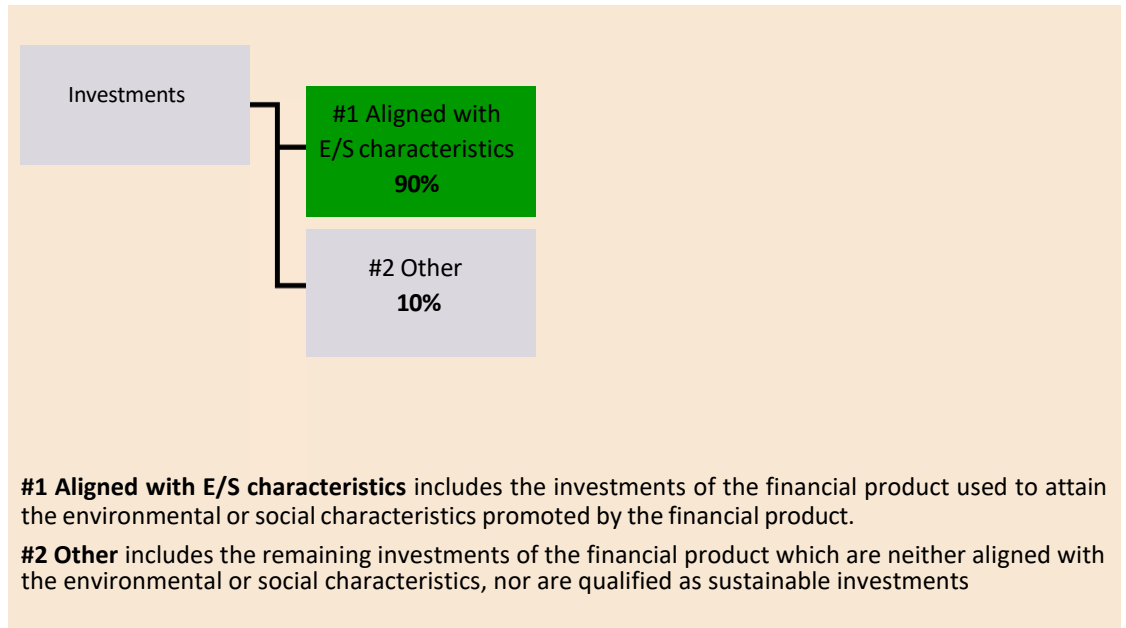 Investments
#1 Aligned with
E/S characteristics
90%
#2 Other
10%
#1 Aligned with E/S characteristics includes the investments of the financial product used to attain
the environmental or social characteristics promoted by the financial product.
#2 Other includes the remaining investments of the financial product which are neither aligned with
the environmental or social characteristics, nor are qualified as sustainable investments